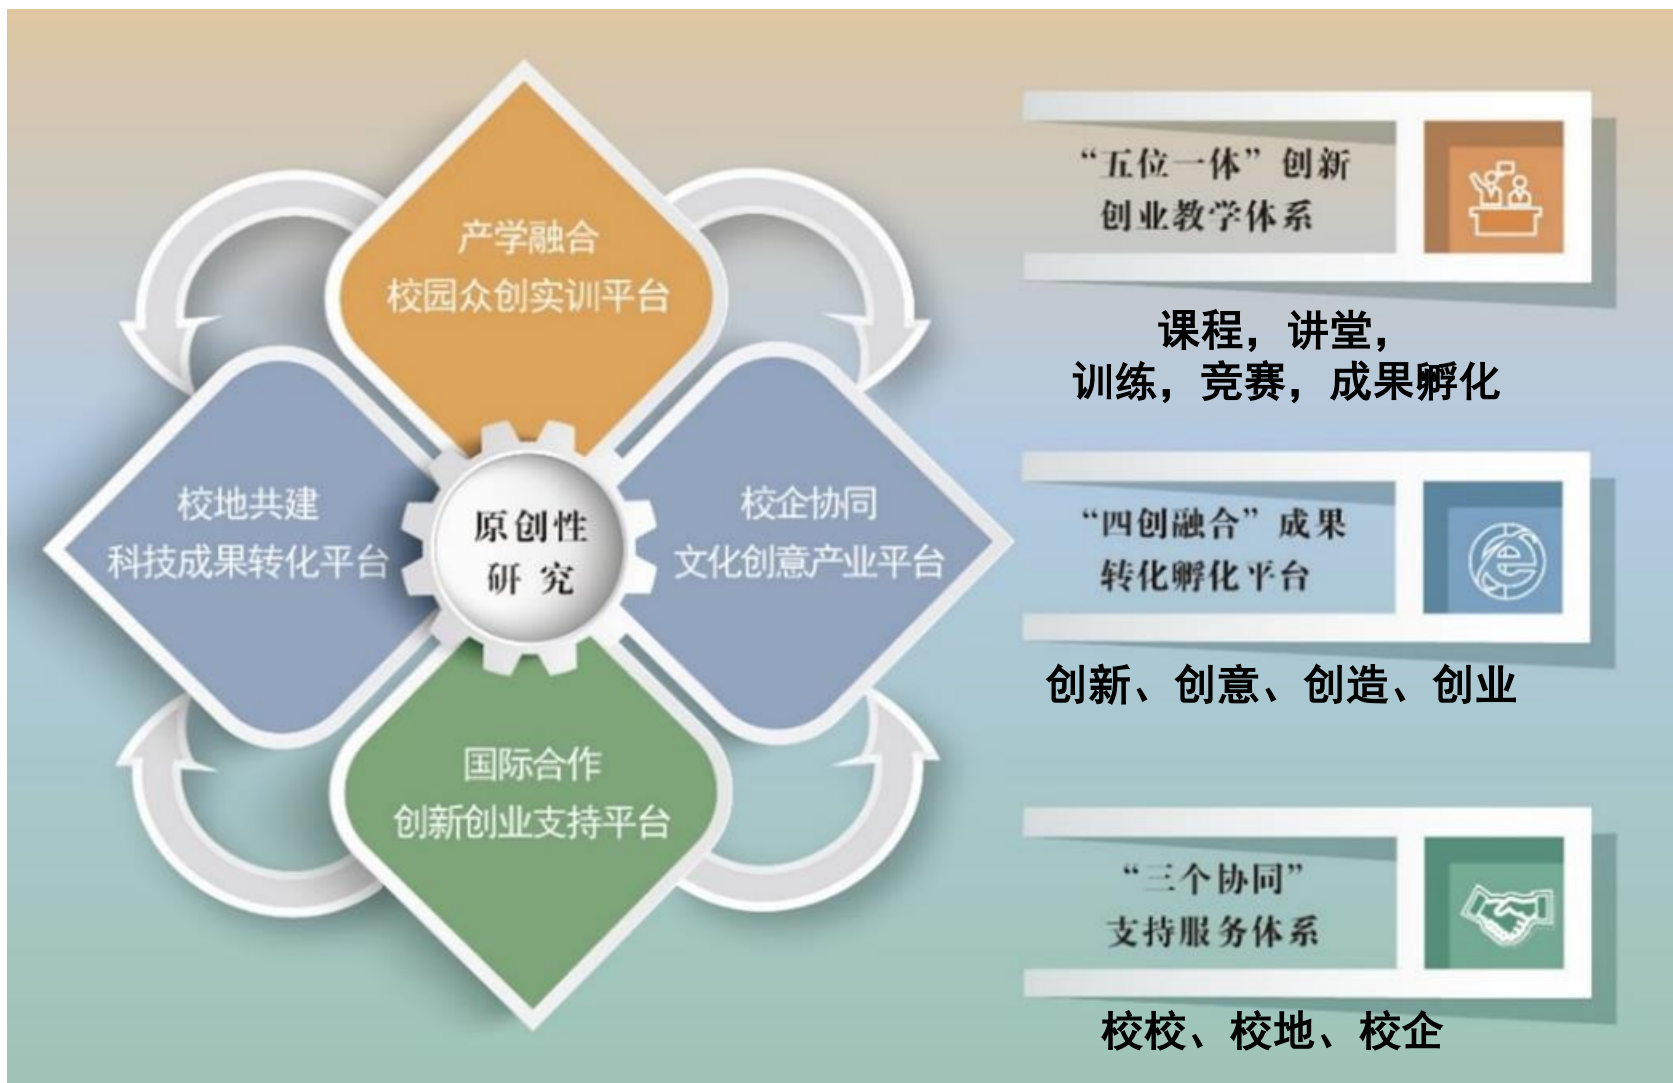 产学融合
校园众创实训平台
校地共建
科技成果转化平台
原创性
研究
校企协同
文化创意产业平台
国际合作
创新创业支持平台
“五位一体”创新
创业教学体系
课程，讲堂，
训练，竞赛，成果孵化
“四创融合”成果
转化孵化平台
创新、创意、创造、创业
“三个协同”
支持服务体系
校校、校地、校企